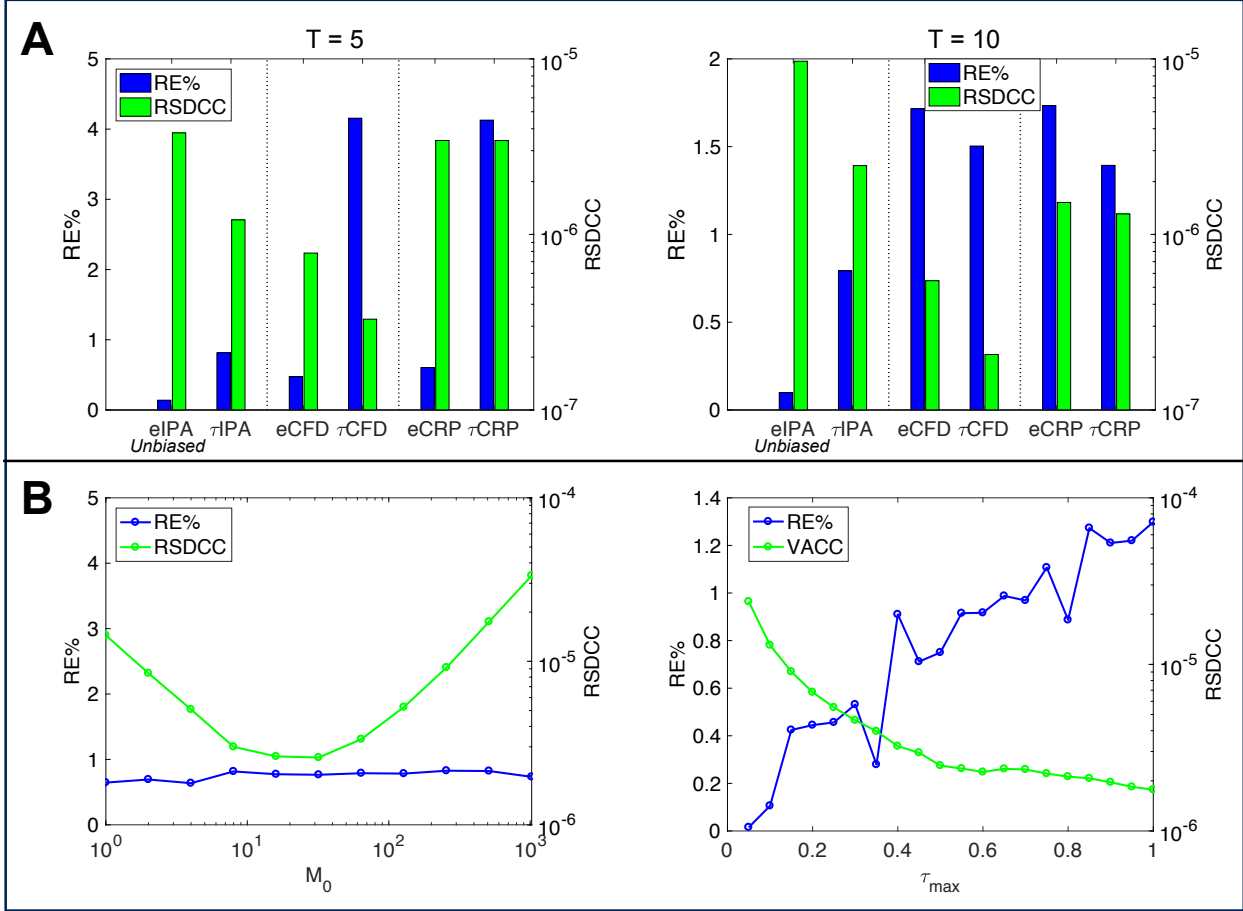 A
T = 5
RE%
RSDCC
5
4
3
2
1
0
RE%
10^-5
10^-6
10^-7
RSDCC
eIPA τIPA eCFD τCFD eCRP τCRP
Unbiased
T = 10
RE%
RSDCC
2
1.5
1
0.5
0
RE%
10^-5
10^-6
10^-7
RSDCC
eIPA τIPA eCFD τCFD eCRP τCRP
Unbiased
B
RE%
RSDCC
5
4
3
2
1
0
RE%
10^-4
10^-5
10^-6
RSDCC
10^0 10^1 10^2 10^3
M_0
RE%
VACC
1.4
1.2
1
0.8
0.6
0.4
0.2
0
RE%
10^-4
10^-5
10^-6
RSDCC
0 0.2 0.4 0.6 0.8 1
τ_max